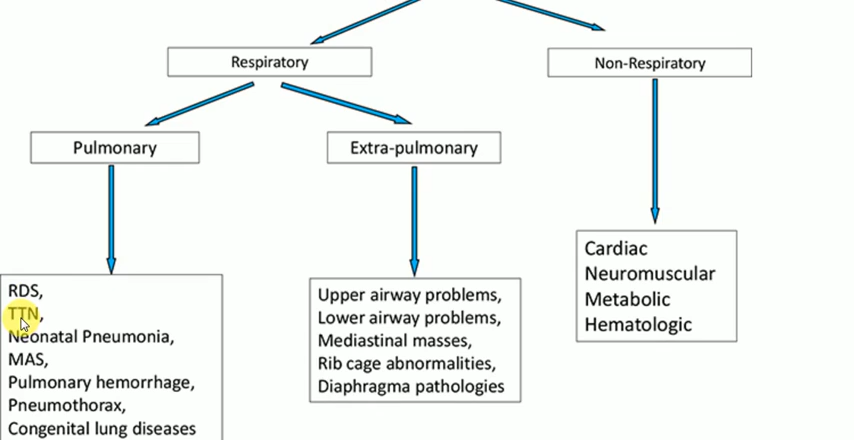 Respiratory
Non-Respiratory
Pulmonary
Extra-pulmonary
RDS,
TTN,
Neonatal Pneumonia,
MAS,
Pulmonary hemorrhage,
Pneumothorax,
Congenital lung diseases
Upper airway problems,
Lower airway problems,
Mediastinal masses,
Rib cage abnormalities,
Diaphragma pathologies
Cardiac
Neuromuscular
Metabolic
Hematologic